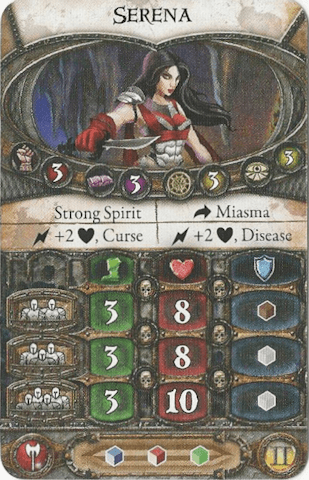 SERENA
3 3 3 3
Strong Spirit Miasma
+2, Curse +2, Disease
3 8
3 8
3 10
II